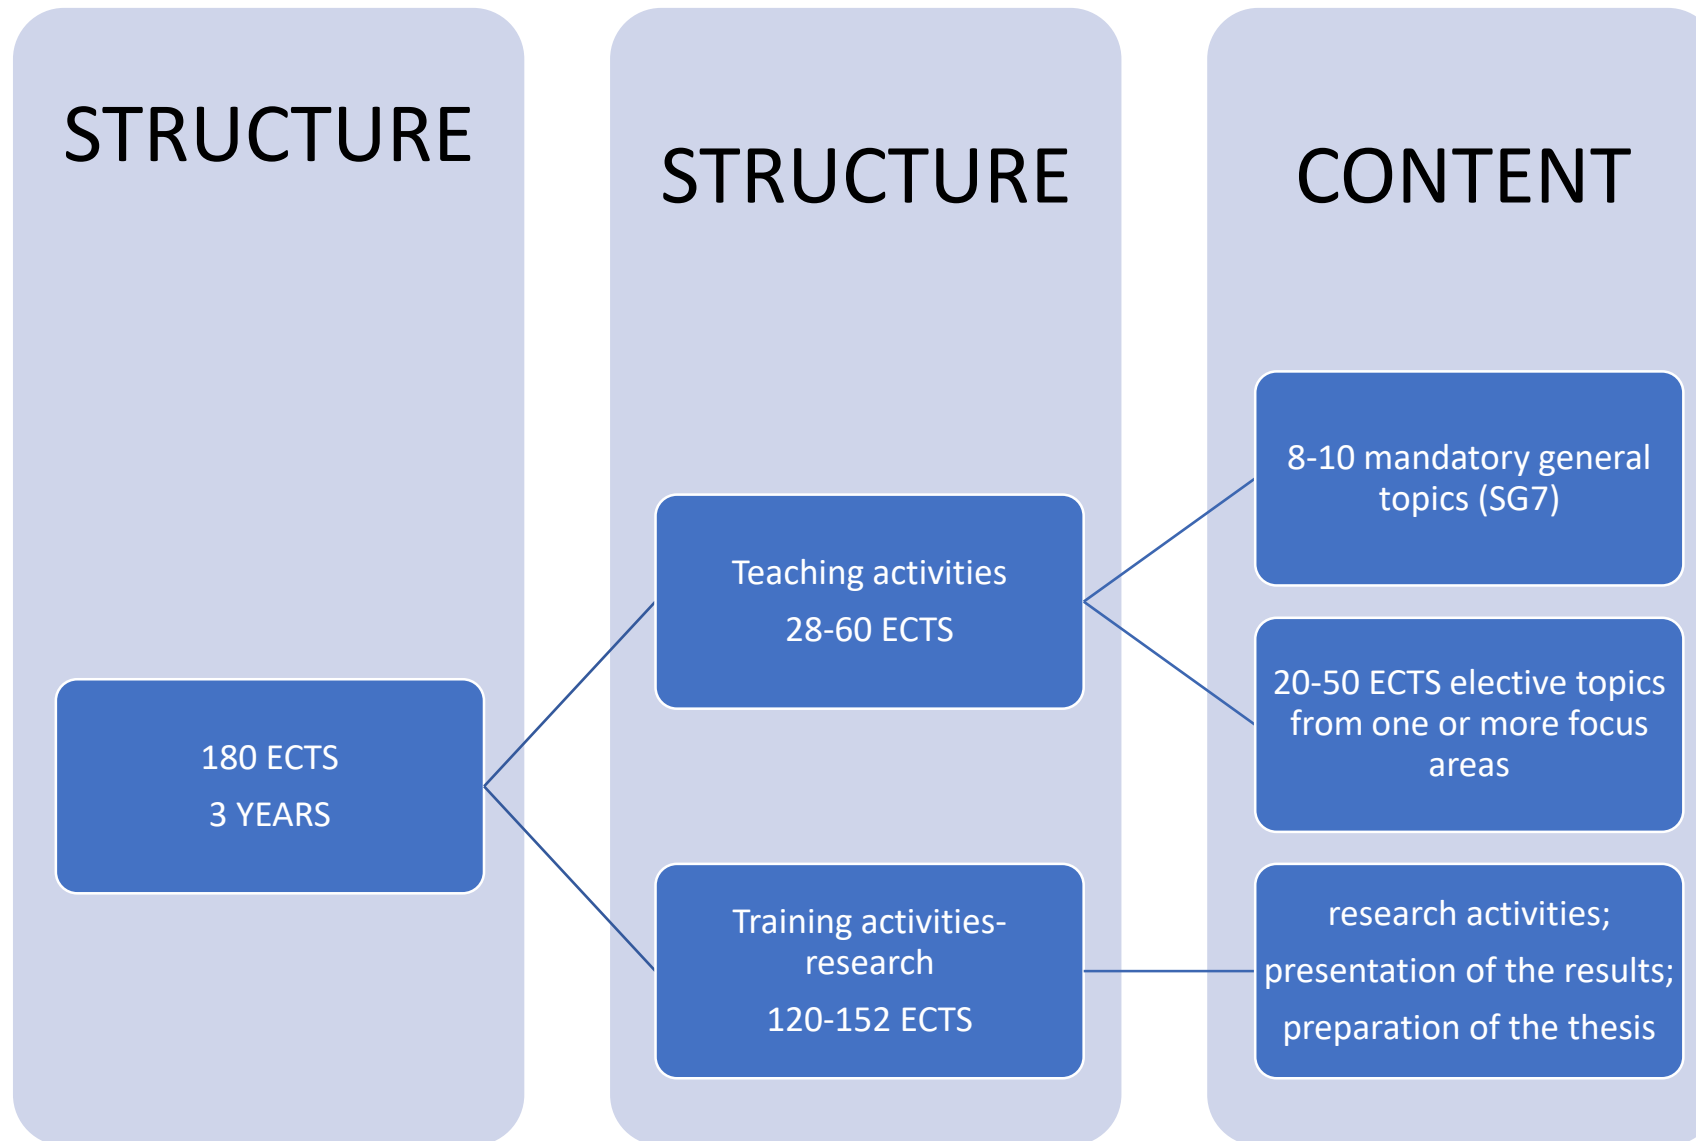 STRUCTURE
180 ECTS
3 YEARS
STRUCTURE
Teaching activities
28-60 ECTS
Training activities-
research
120-152 ECTS
CONTENT
8-10 mandatory general
topics (SG7)
20-50 ECTS elective topics
from one or more focus
areas
research activities;
presentation of the results;
preparation of the thesis